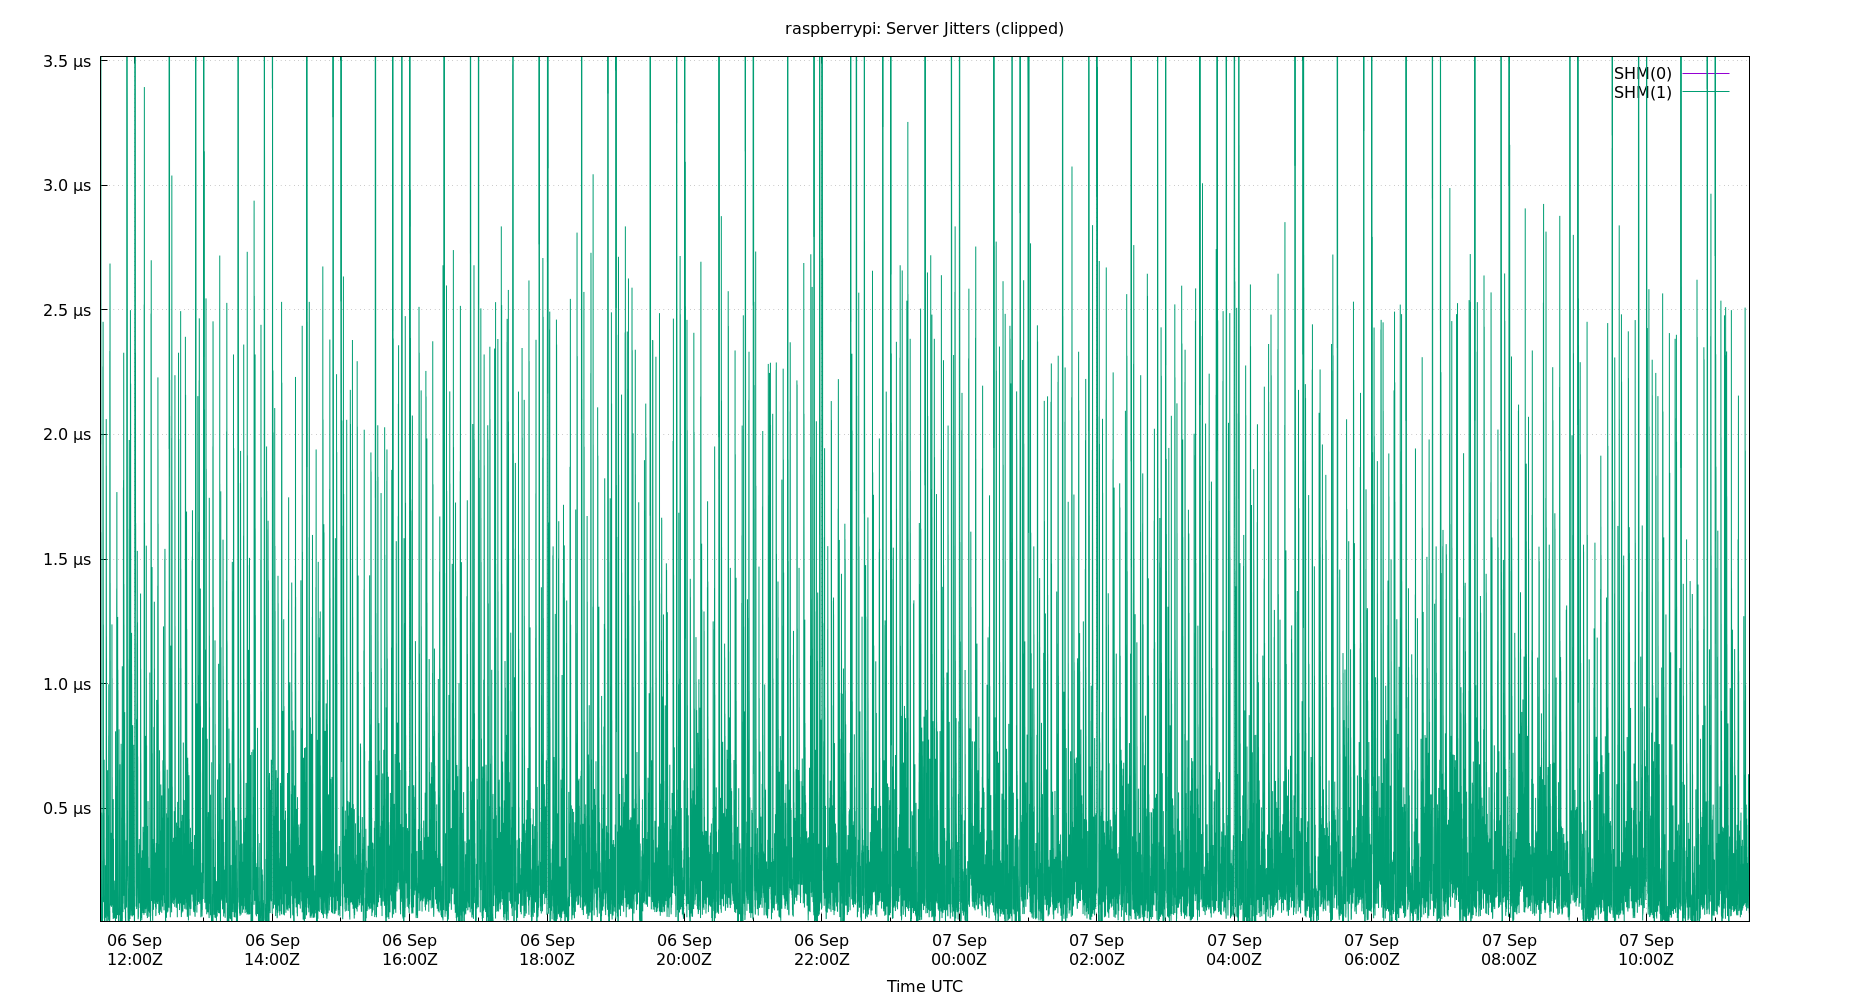 raspberrypi: Server Jitters (clipped)
3.5 µs
SHM(0)
SHM(1)
3.0 µs
2.5 µs
2.0 µs
1.5 µs
1.0 µs
0.5 µs
06 Sep 06 Sep 06 Sep 06 Sep 06 Sep 06 Sep 07 Sep 07 Sep 07 Sep 07 Sep 07 Sep 07 Sep
12:00Z 14:00Z 16:00Z 18:00Z 20:00Z 22:00Z 00:00Z 02:00Z 04:00Z 06:00Z 08:00Z 10:00Z
Time UTC